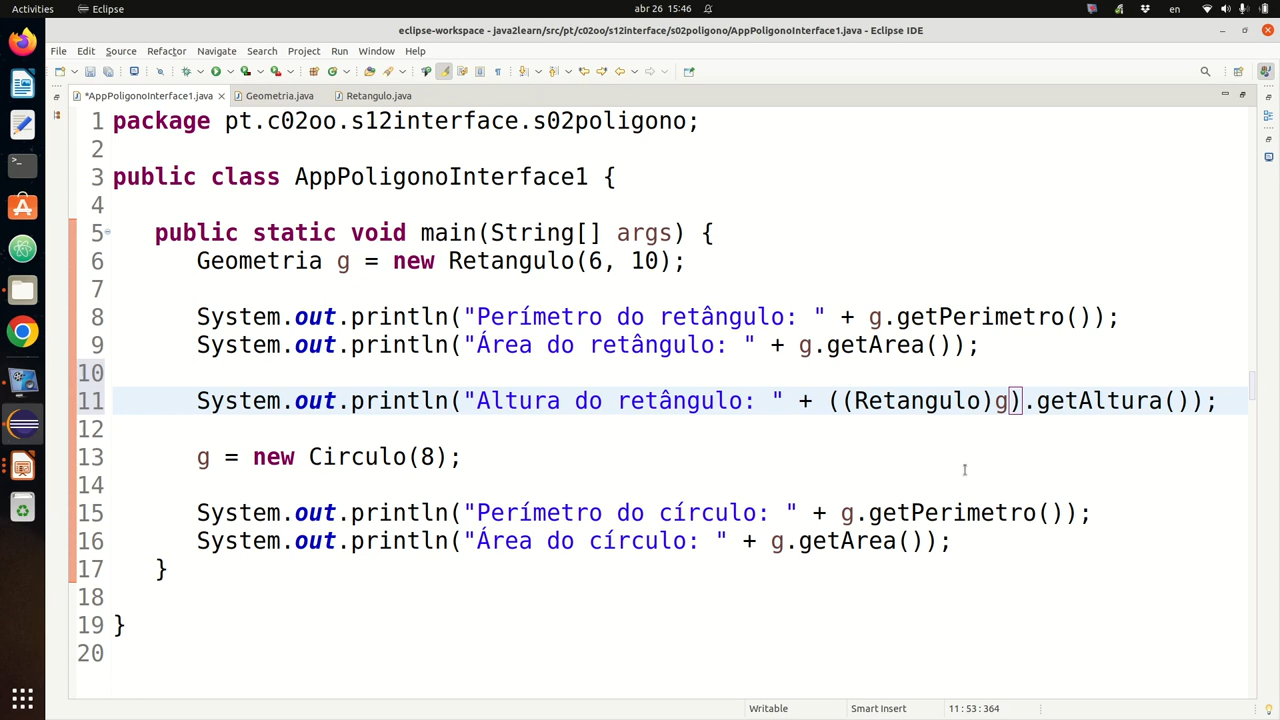 Activities Eclipse abr 26 15:46 en
eclipse-workspace - java2learn/src/pt/c02oo/s12interface/s02poligono/AppPoligonoInterface1.java - Eclipse IDE
File Edit Source Refactor Navigate Search Project Run Window Help
*AppPoligonoInterface1.java Geometria.java Retangulo.java
1 package pt.c02oo.s12interface.s02poligono;
2
3 public class AppPoligonoInterface1 {
4
5 public static void main(String[] args) {
6 Geometria g = new Retangulo(6, 10);
7
8 System.out.println("Perímetro do retângulo: " + g.getPerimetro());
9 System.out.println("Área do retângulo: " + g.getArea());
10
11 System.out.println("Altura do retângulo: " + ((Retangulo)g).getAltura());
12
13 g = new Circulo(8);
14
15 System.out.println("Perímetro do círculo: " + g.getPerimetro());
16 System.out.println("Área do círculo: " + g.getArea());
17 }
18
19 }
20
Writable Smart Insert 11 : 53 : 364